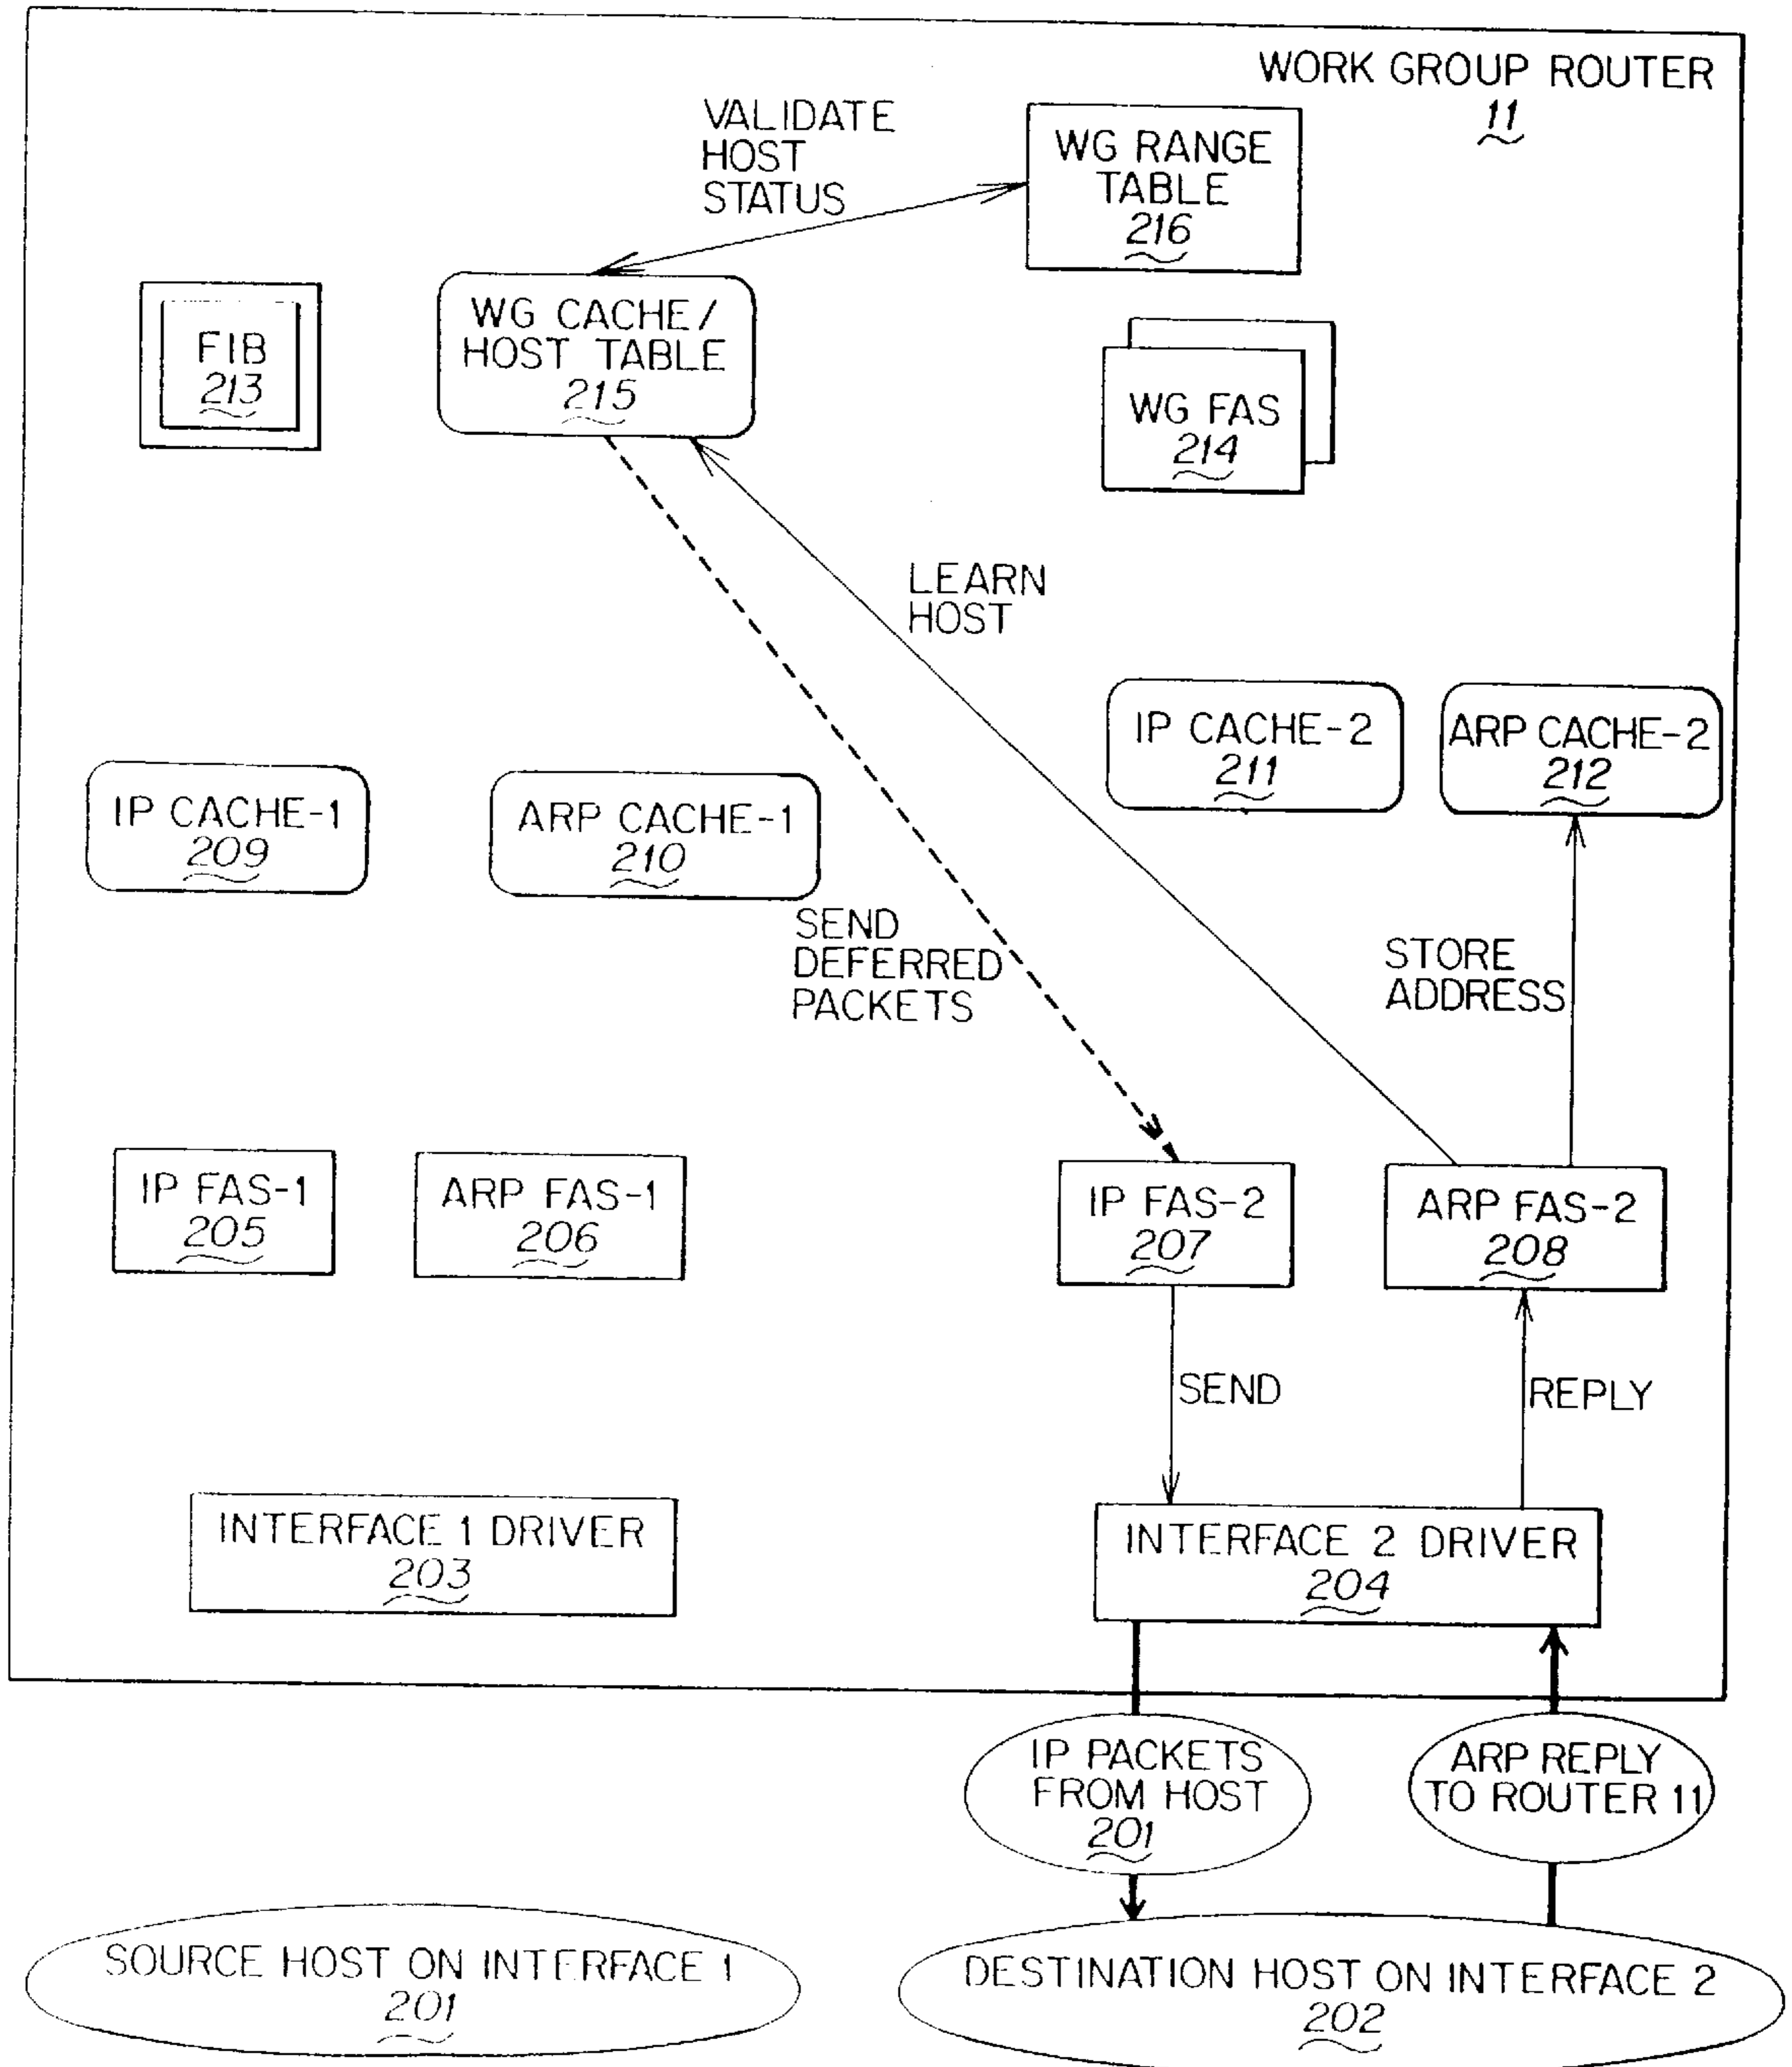 WORK GROUP ROUTER
11
VALIDATE
HOST
STATUS
WG RANGE
TABLE
216
FIB
213
WG CACHE/
HOST TABLE
215
WG FAS
214
LEARN
HOST
IP CACHE-2
211
ARP CACHE-2
212
IP CACHE-1
209
ARP CACHE-1
210
SEND
DEFERRED
PACKETS
STORE
ADDRESS
IP FAS-1
205
ARP FAS-1
206
IP FAS-2
207
ARP FAS-2
208
SEND
REPLY
INTERFACE 1 DRIVER
203
INTERFACE 2 DRIVER
204
IP PACKETS
FROM HOST
201
ARP REPLY
TO ROUTER 11
SOURCE HOST ON INTERFACE 1
201
DESTINATION HOST ON INTERFACE 2
202